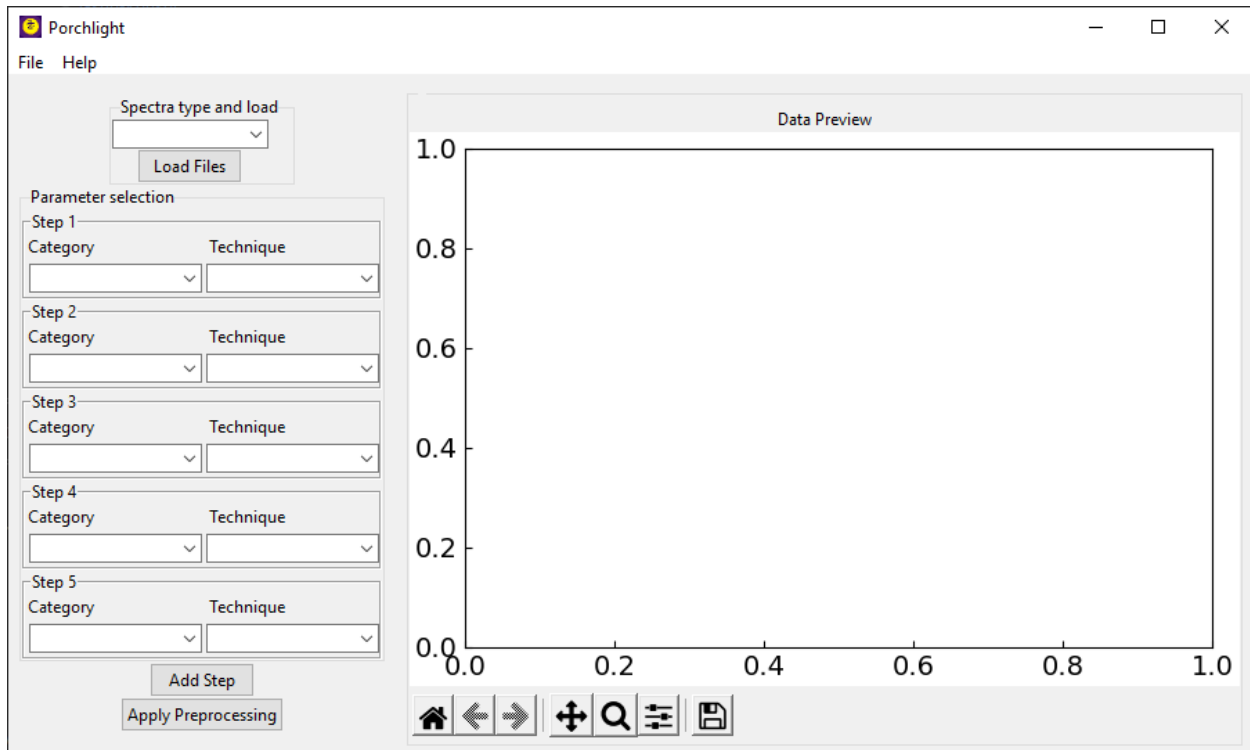 Porchlight
File Help
Spectra type and load
Load Files
Parameter selection
Step 1
Category Technique
Step 2
Category Technique
Step 3
Category Technique
Step 4
Category Technique
Step 5
Category Technique
Add Step
Apply Preprocessing
Data Preview
1.0
0.8
0.6
0.4
0.2
0.0
0.0 0.2 0.4 0.6 0.8 1.0